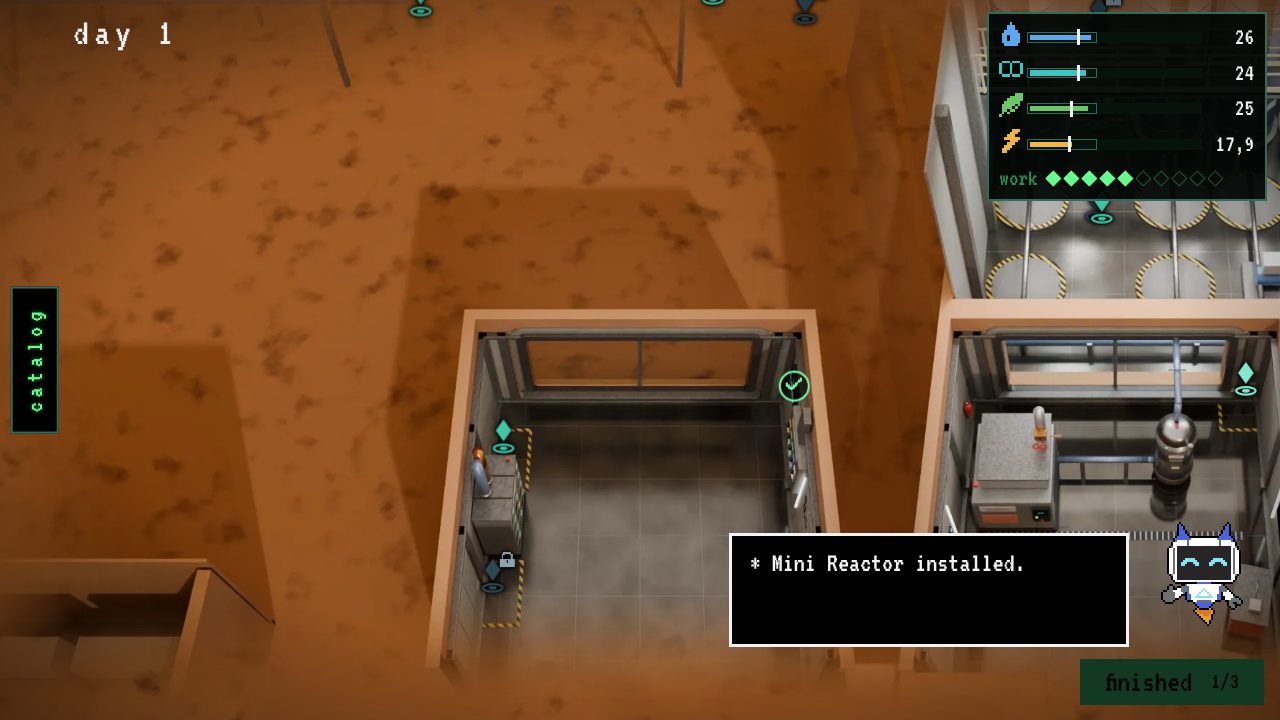 day 1
26
24
25
17,9
work
catalog
* Mini Reactor installed.
finished 1/3